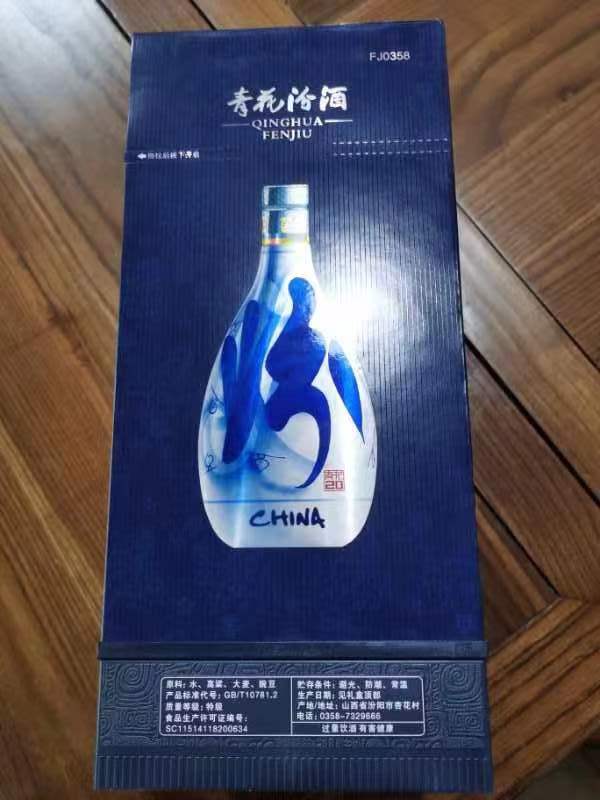 FJ0358
青花汾酒
QINGHUA
FENJIU
汾
青花
20
CHINA
原料：水、高粱、大麦、豌豆
产品标准代号：GB/T10781.2
质量等级：特级
食品生产许可证编号：
SC11514118200634
贮存条件：避光、防潮、常温
生产日期：见礼盒顶部
产地/地址：山西省汾阳市杏花村
电话：0358-7329666
过量饮酒 有害健康